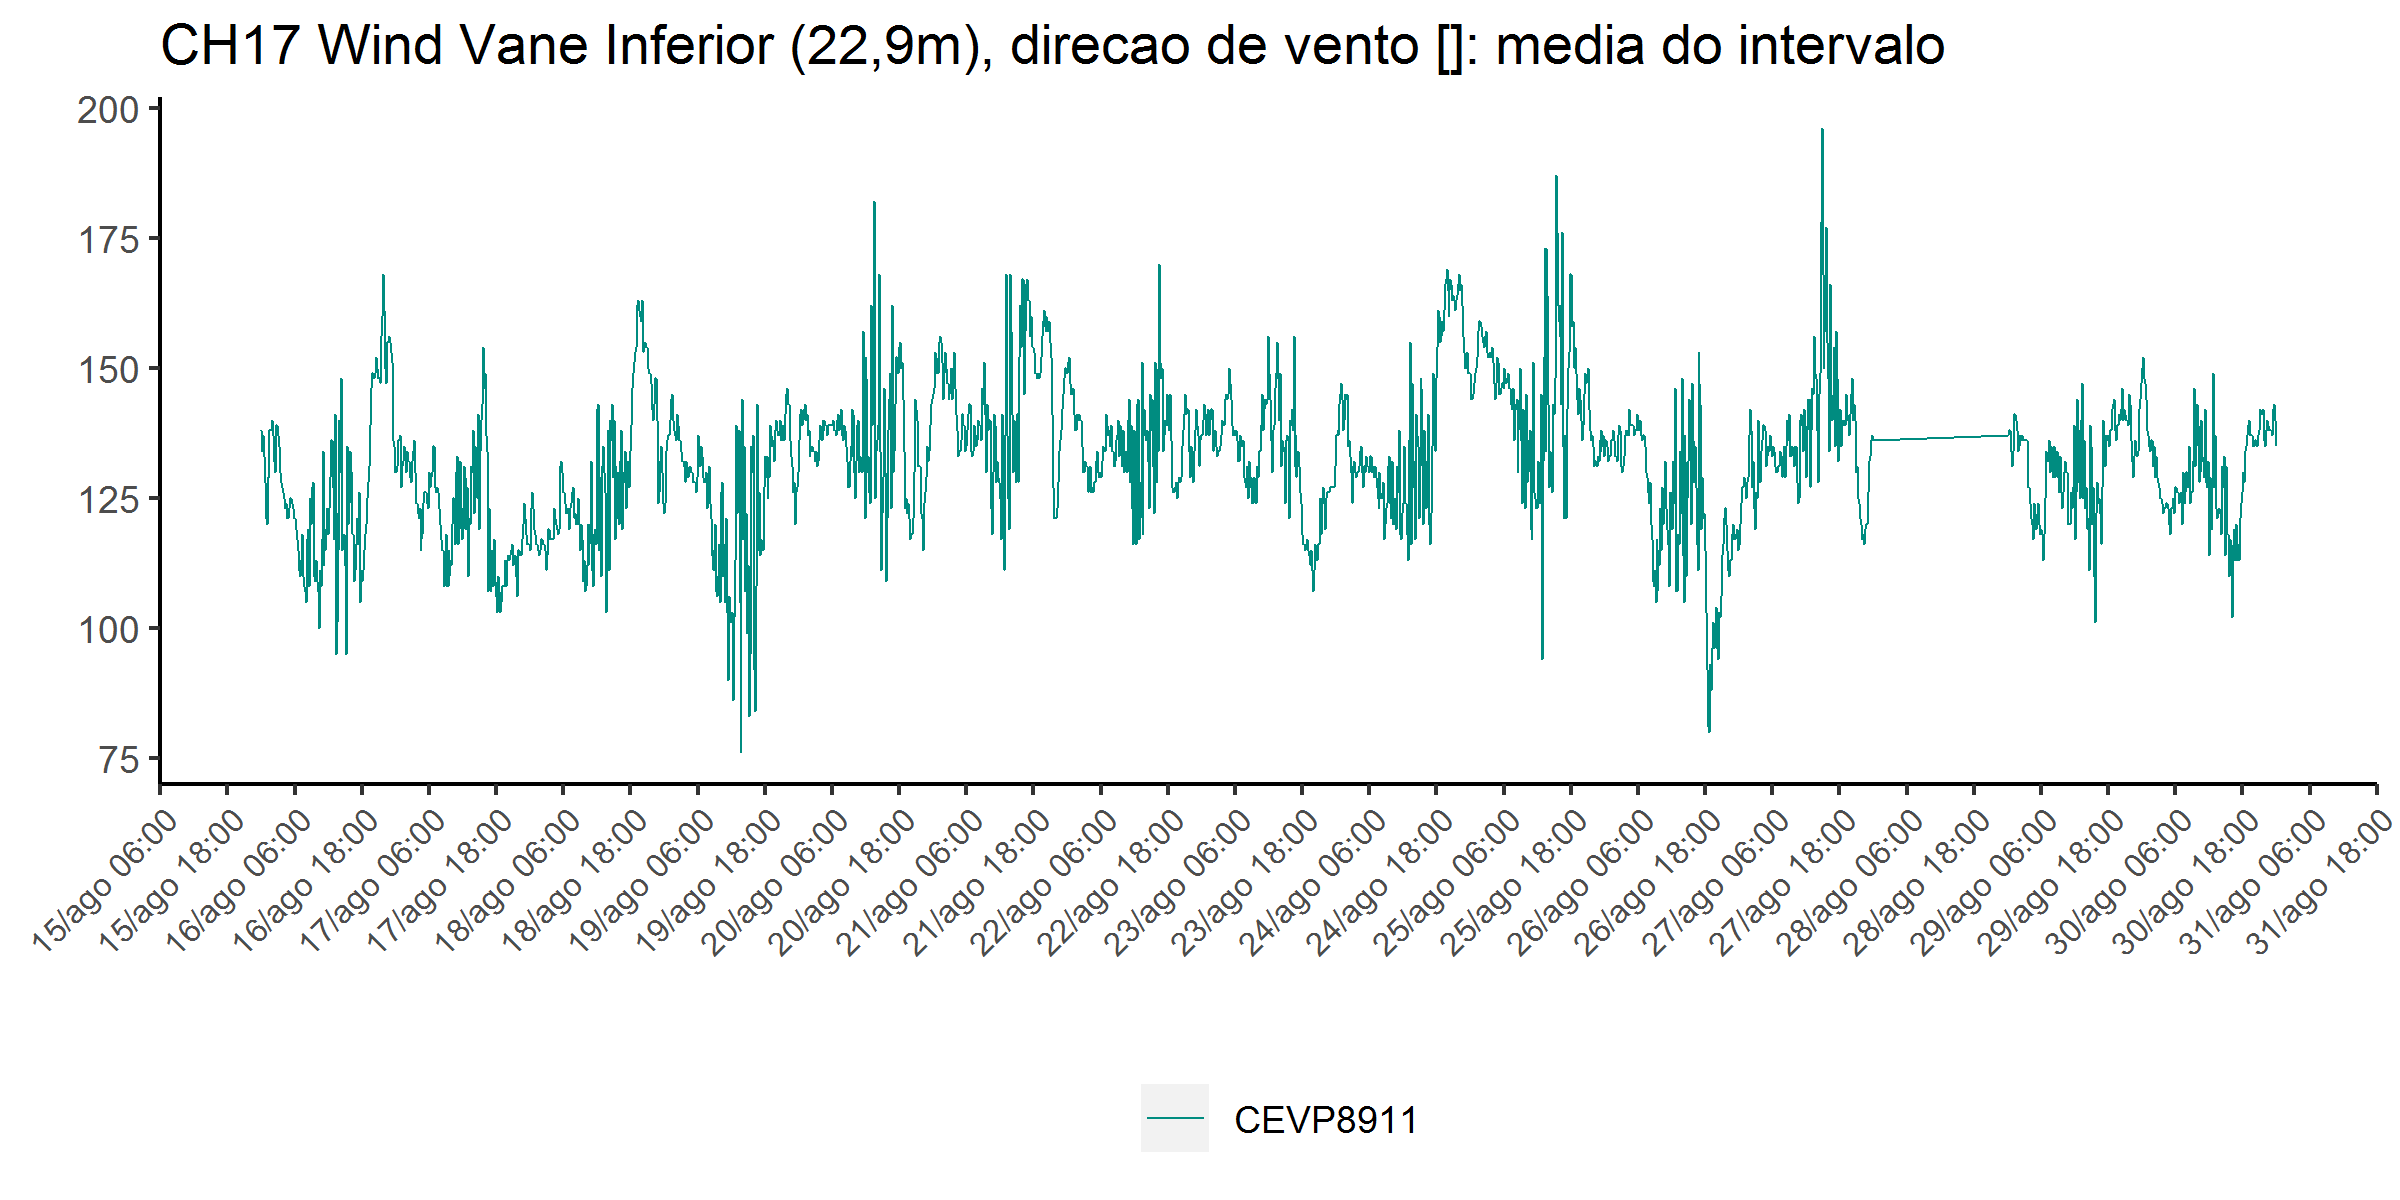 CH17 Wind Vane Inferior (22,9m), direcao de vento []: media do intervalo
200
175
150
125
100
75
15/ago 06:00
15/ago 18:00
16/ago 06:00
16/ago 18:00
17/ago 06:00
17/ago 18:00
18/ago 06:00
18/ago 18:00
19/ago 06:00
19/ago 18:00
20/ago 06:00
20/ago 18:00
21/ago 06:00
21/ago 18:00
22/ago 06:00
22/ago 18:00
23/ago 06:00
23/ago 18:00
24/ago 06:00
24/ago 18:00
25/ago 06:00
25/ago 18:00
26/ago 06:00
26/ago 18:00
27/ago 06:00
27/ago 18:00
28/ago 06:00
28/ago 18:00
29/ago 06:00
29/ago 18:00
30/ago 06:00
30/ago 18:00
31/ago 06:00
31/ago 18:00
CEVP8911